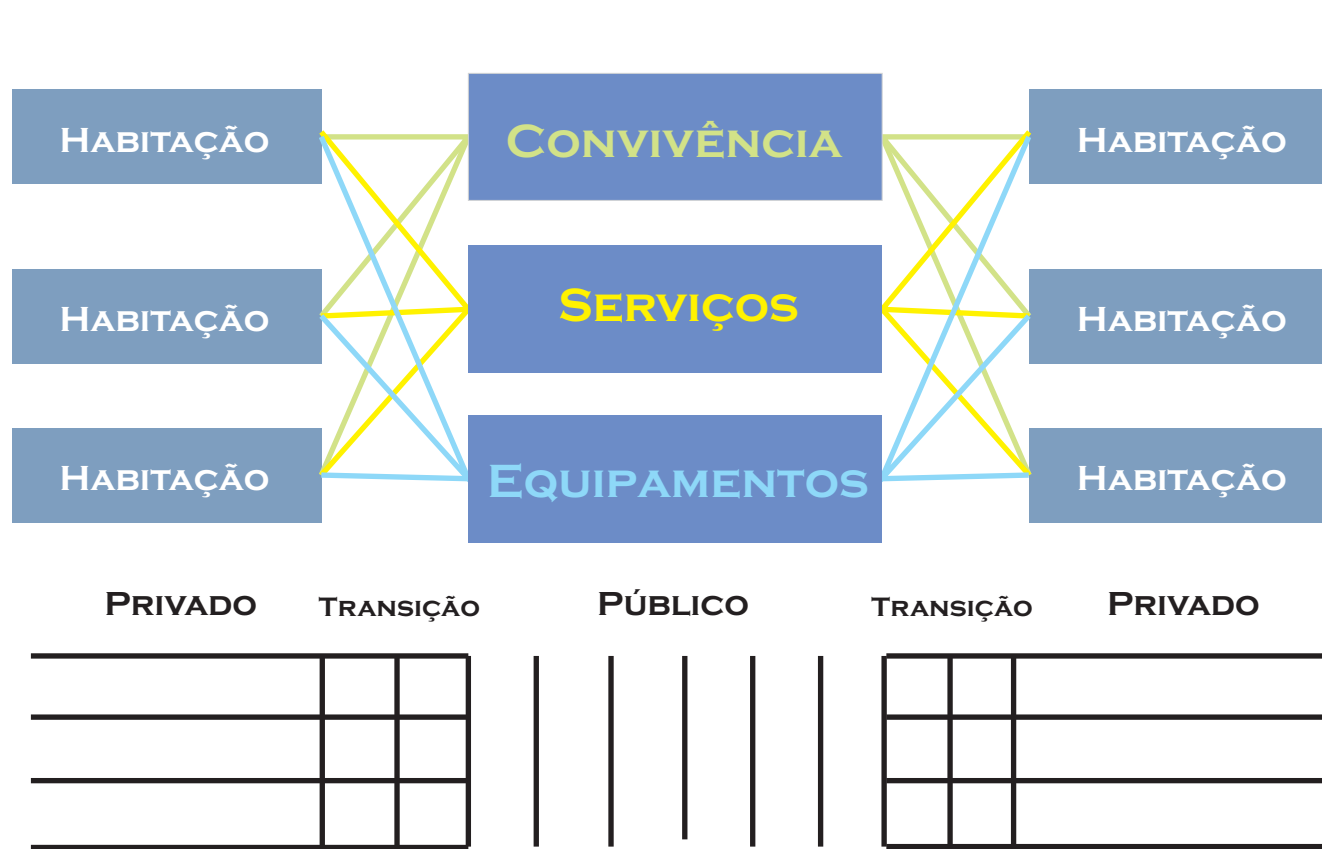 Habitação
Convivência
Habitação
Habitação
Serviços
Habitação
Habitação
Equipamentos
Habitação
Privado
Transição
Público
Transição
Privado